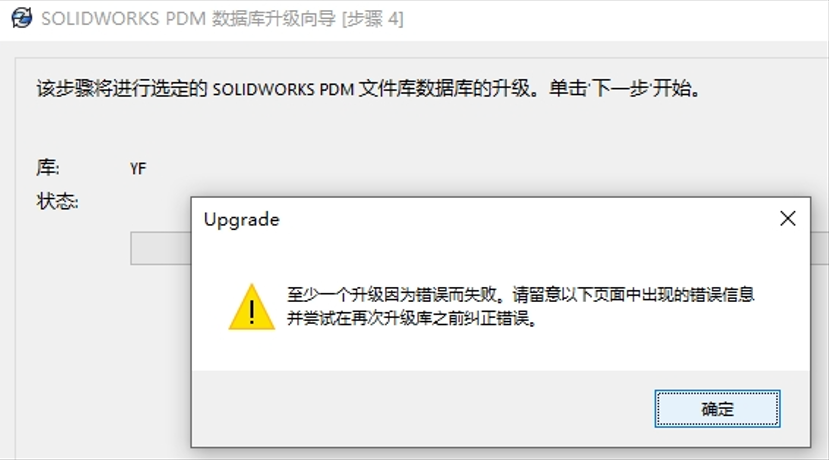 SOLIDWORKS PDM 数据库升级向导 [步骤 4]
该步骤将进行选定的 SOLIDWORKS PDM 文件库数据库的升级。单击'下一步'开始。
库: YF
状态:
Upgrade
至少一个升级因为错误而失败。请留意以下页面中出现的错误信息
并尝试在再次升级库之前纠正错误。
确定